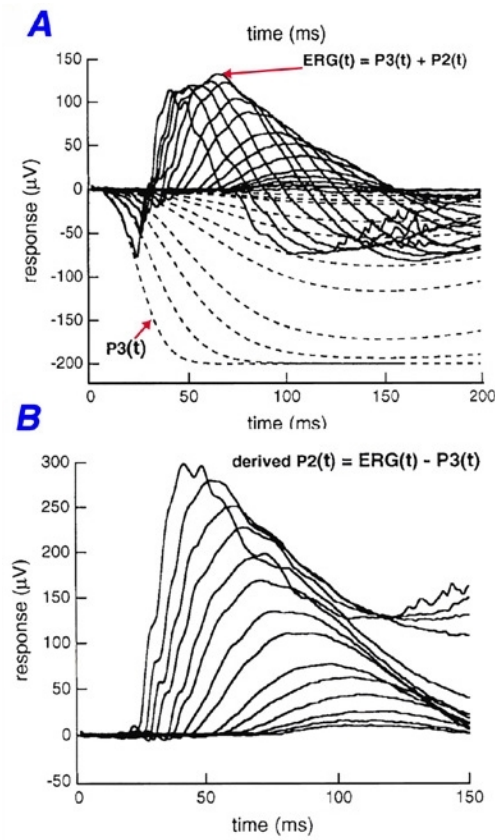 A
time (ms)
ERG(t) = P3(t) + P2(t)
150
100
50
0
-50
-100
-150
-200
response (µV)
P3(t)
0 50 100 150 200
time (ms)
B
derived P2(t) = ERG(t) - P3(t)
300
250
200
150
100
50
0
-50
response (µV)
0 50 100 150
time (ms)